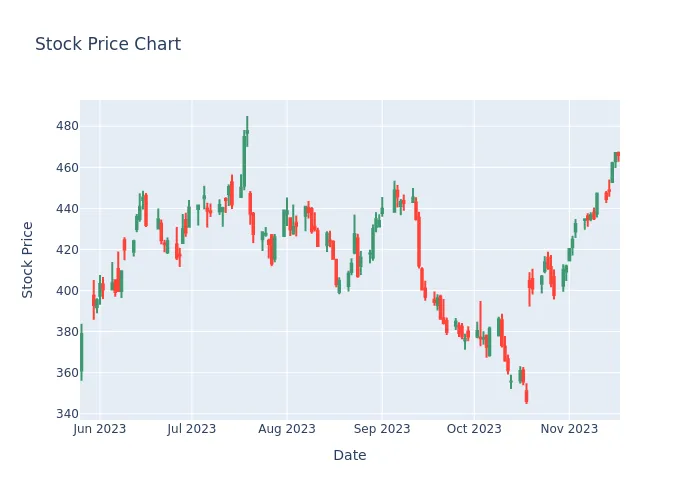 Stock Price Chart
Stock Price
480
460
440
420
400
380
360
340
Jun 2023
Jul 2023
Aug 2023
Sep 2023
Oct 2023
Nov 2023
Date